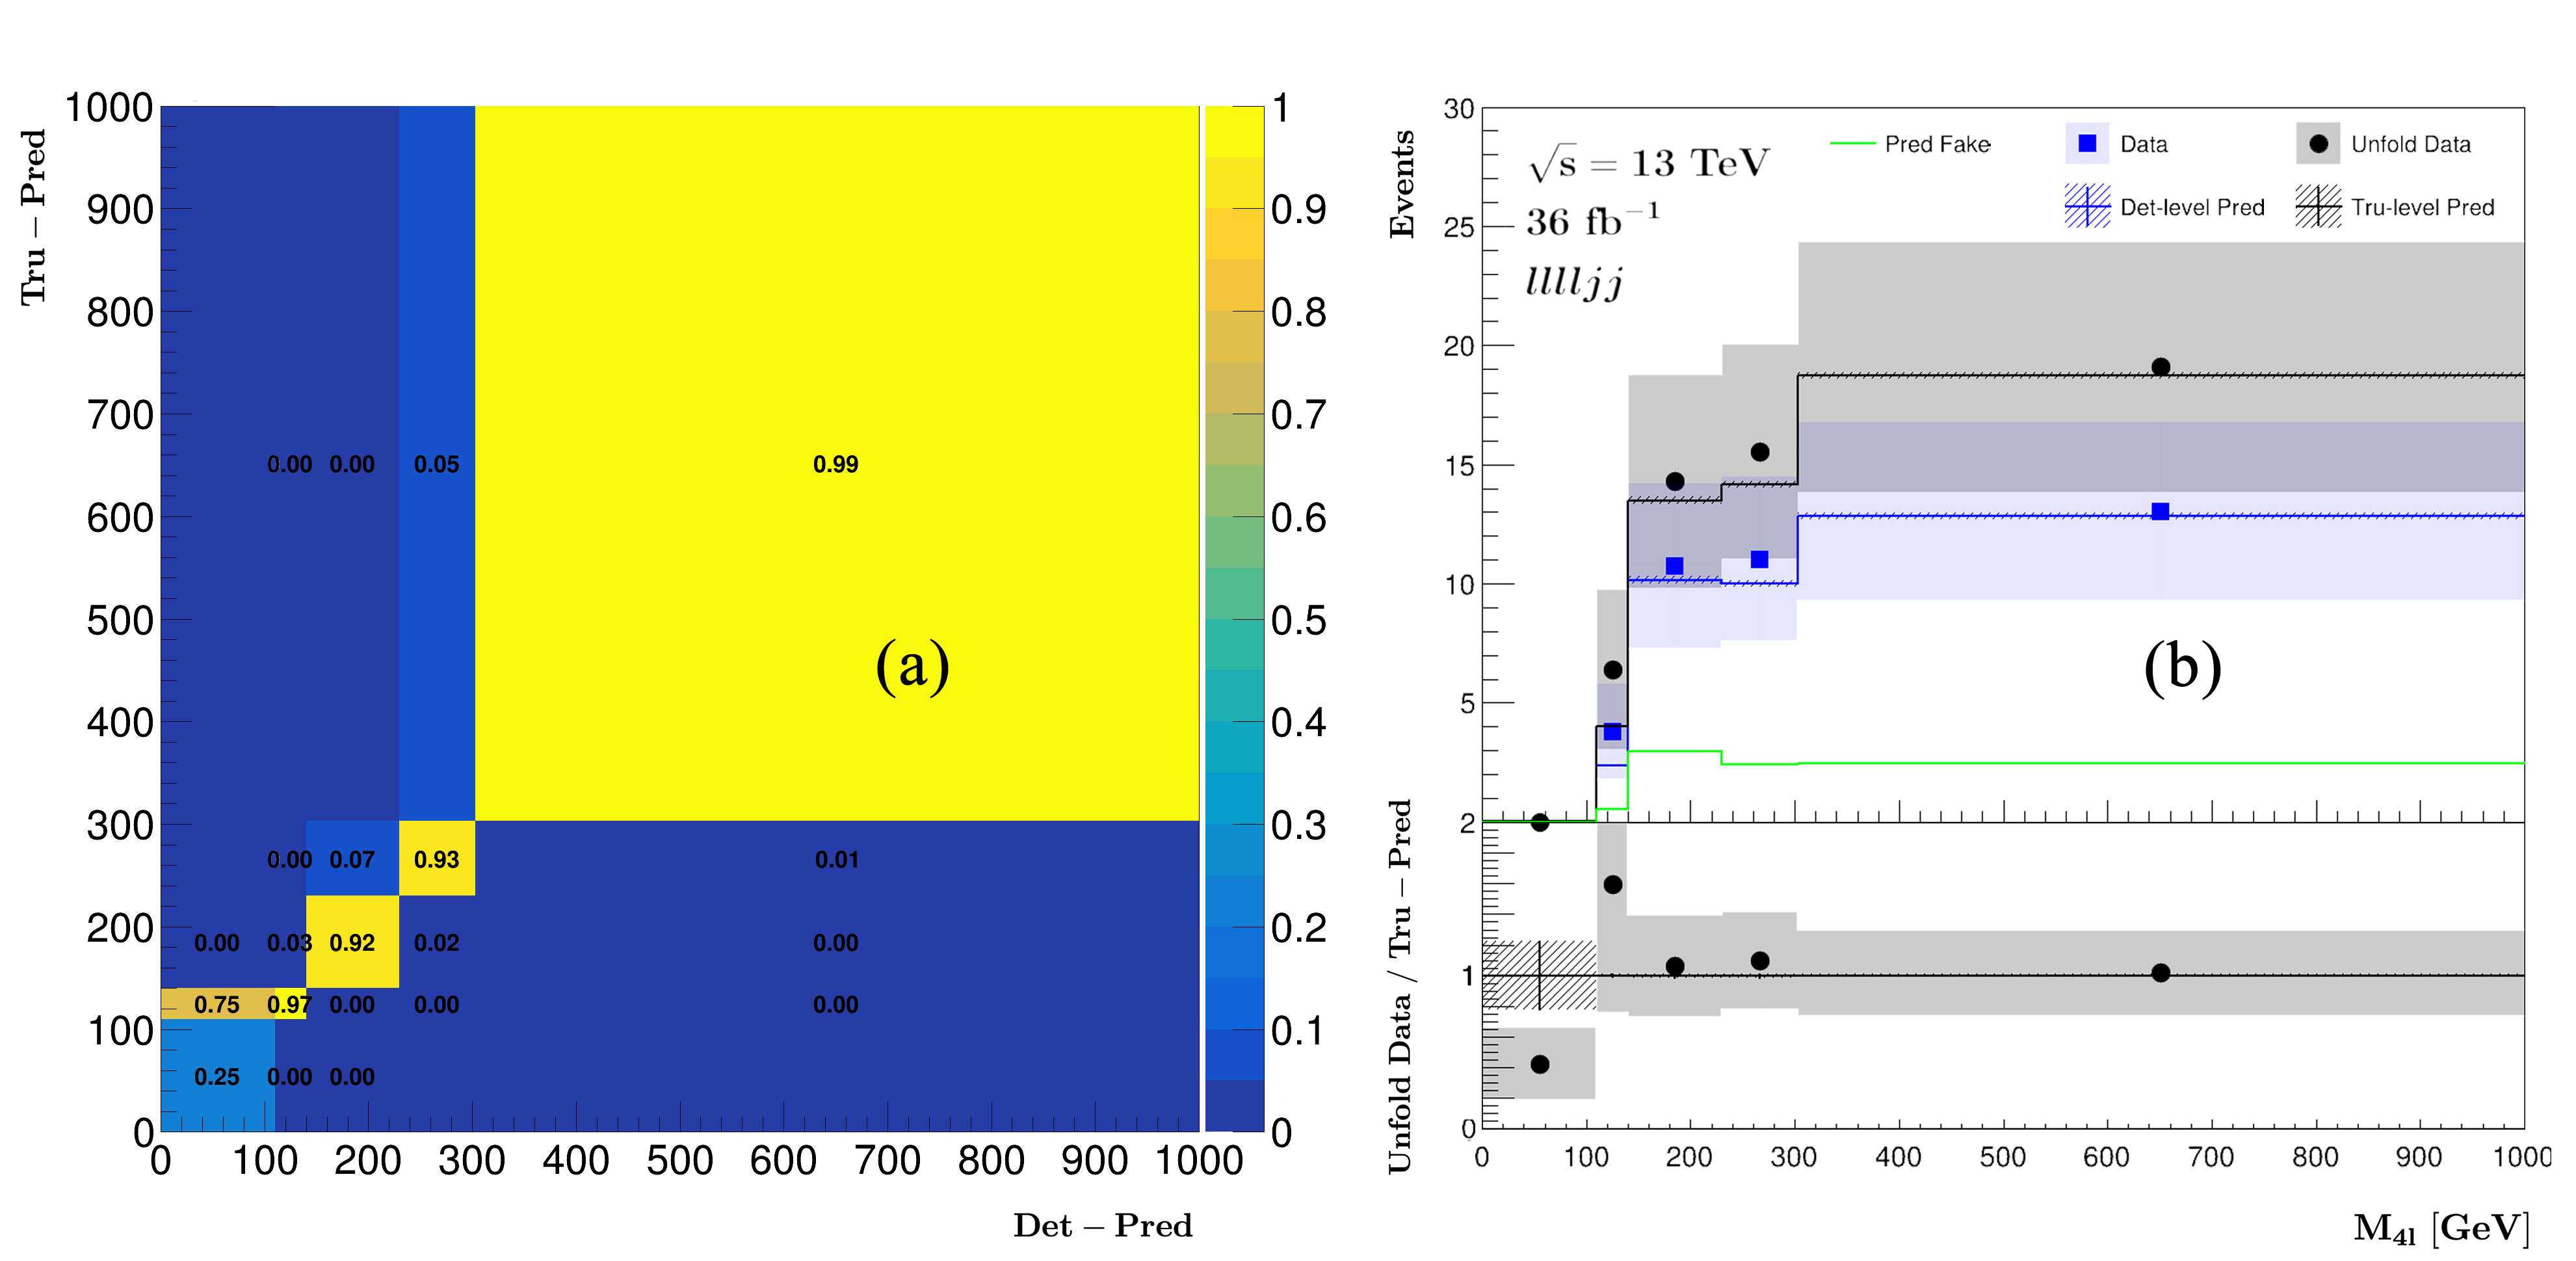 1000
900
800
700
600
500
400
300
200
100
0
Tru − Pred
0.00 0.00 0.05 0.99
0.00 0.07 0.93 0.01
0.00 0.03 0.92 0.02 0.00
0.75 0.97 0.00 0.00 0.00
0.25 0.00 0.00
(a)
0 100 200 300 400 500 600 700 800 900 1000
Det − Pred
1
0.9
0.8
0.7
0.6
0.5
0.4
0.3
0.2
0.1
0
Events
30
25
20
15
10
5
√s = 13 TeV
36 fb⁻¹
lllljj
Pred Fake
Data
Unfold Data
Det-level Pred
Tru-level Pred
(b)
Unfold Data / Tru − Pred
2
1
0
0 100 200 300 400 500 600 700 800 900 1000
M₄ₗ [GeV]